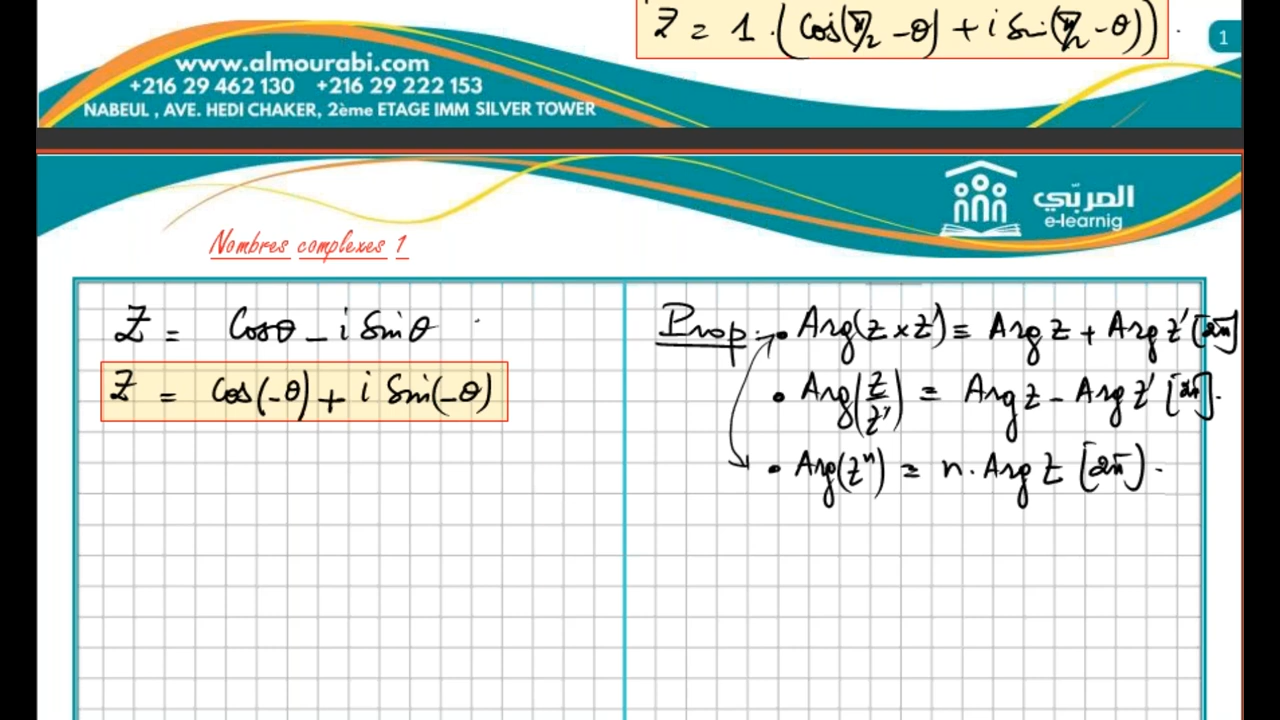 Z = 1 . (Cos(π/2 - θ) + i Sin(π/2 - θ)) .
1
www.almourabi.com
+216 29 462 130 +216 29 222 153
NABEUL , AVE. HEDI CHAKER, 2ème ETAGE IMM SILVER TOWER
المربّي
e-learnig
Nombres complexes 1
Z = Cosθ - i Sinθ .
Z = Cos(-θ) + i Sin(-θ)
Prop : • Arg(z × z') = Arg z + Arg z' [2π]
• Arg(z/z') = Arg z - Arg z' [2π].
• Arg(zⁿ) = n . Arg z [2π] .